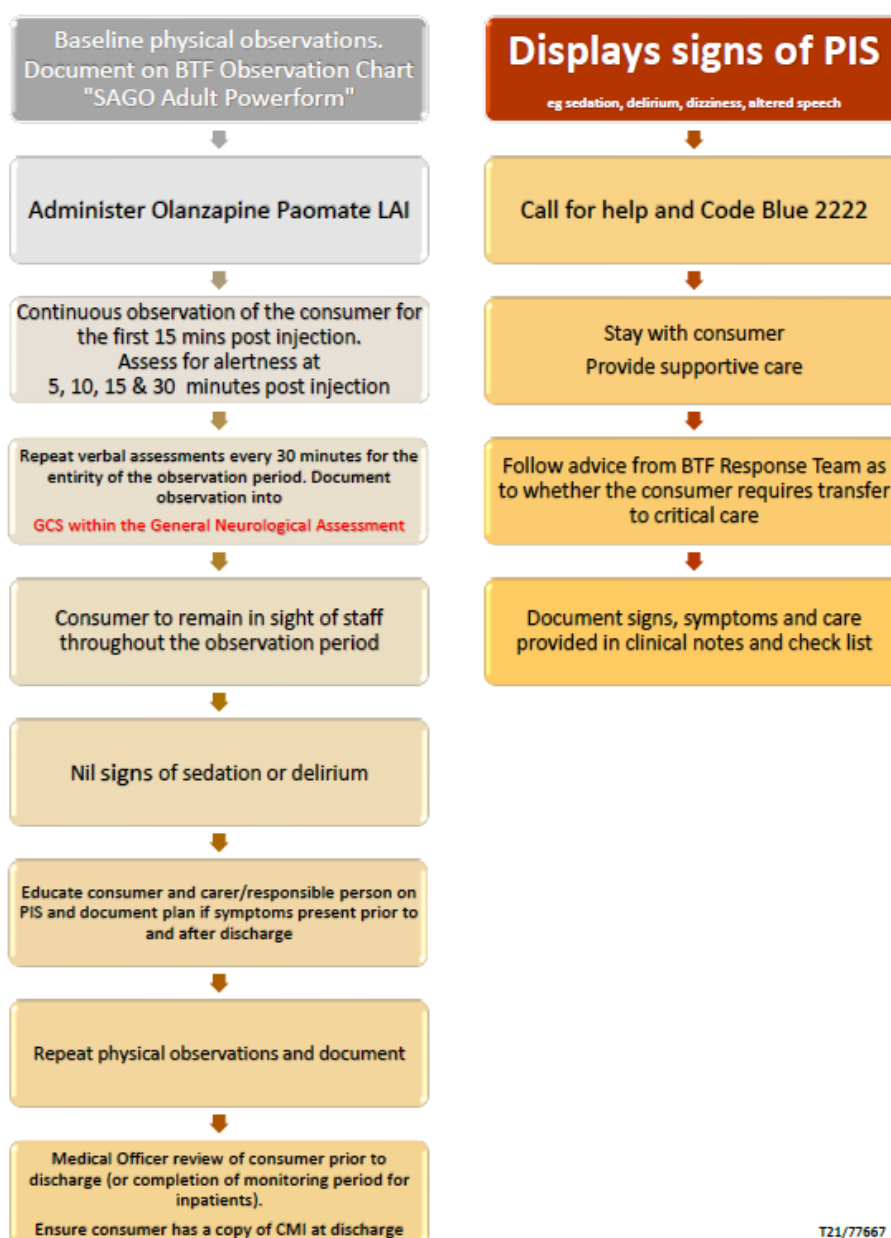 Baseline physical observations.
Document on BTF Observation Chart
"SAGO Adult Powerform"
Administer Olanzapine Paomate LAI
Continuous observation of the consumer for
the first 15 mins post injection.
Assess for alertness at
5, 10, 15 & 30 minutes post injection
Repeat verbal assessments every 30 minutes for the
entirity of the observation period. Document
observation into
GCS within the General Neurological Assessment
Consumer to remain in sight of staff
throughout the observation period
Nil signs of sedation or delirium
Educate consumer and carer/responsible person on
PIS and document plan if symptoms present prior to
and after discharge
Repeat physical observations and document
Medical Officer review of consumer prior to
discharge (or completion of monitoring period for
inpatients).
Ensure consumer has a copy of CMI at discharge
Displays signs of PIS
eg sedation, delirium, dizziness, altered speech
Call for help and Code Blue 2222
Stay with consumer
Provide supportive care
Follow advice from BTF Response Team as
to whether the consumer requires transfer
to critical care
Document signs, symptoms and care
provided in clinical notes and check list
T21/77667